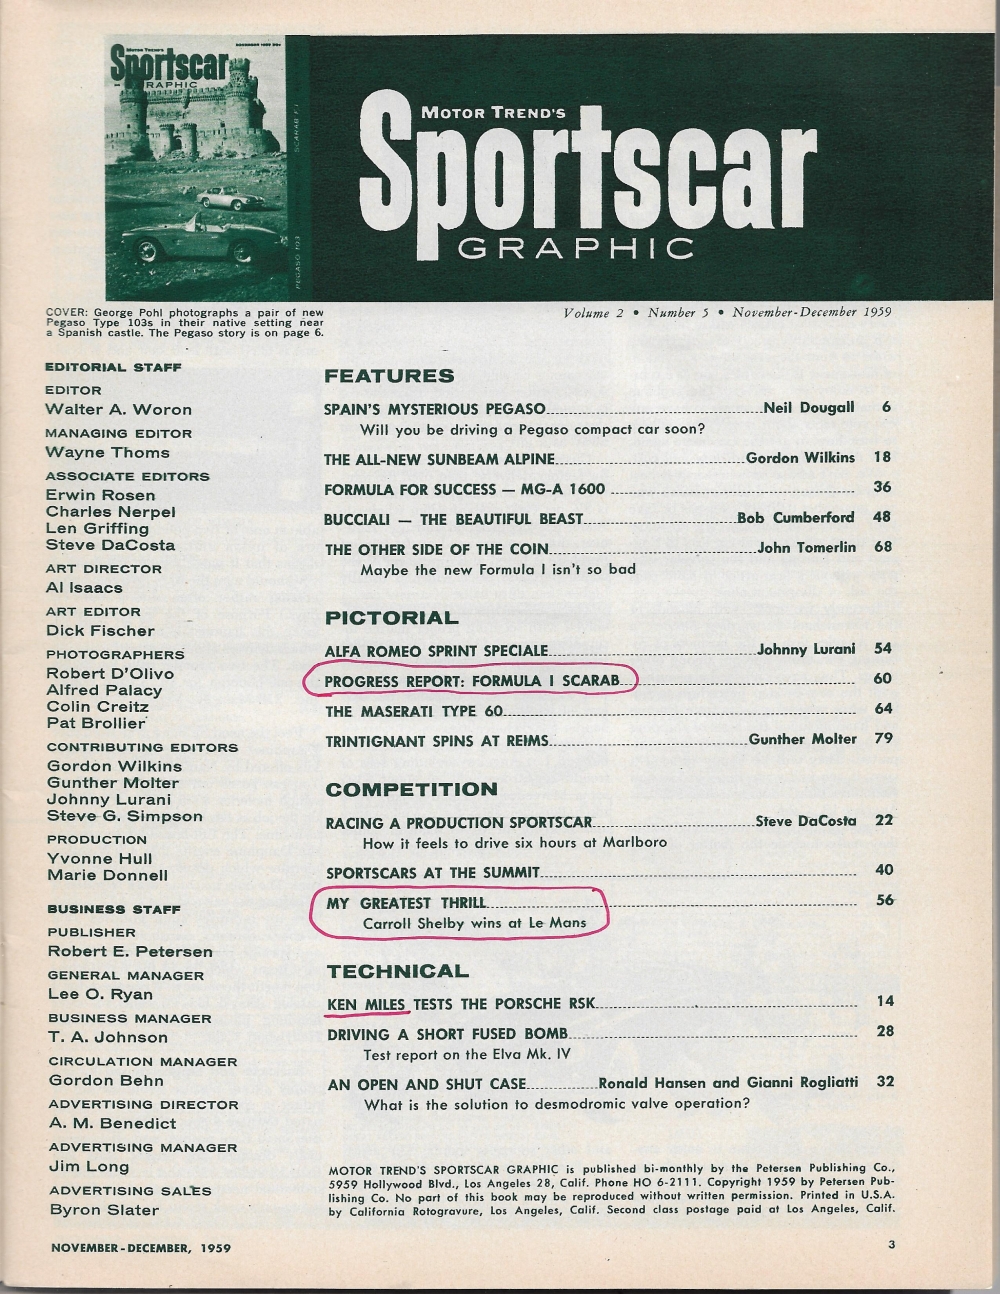 MOTOR TREND'S
Sportscar
GRAPHIC
MOTOR TREND'S
Sportscar
GRAPHIC
SCARAB F.I
PEGASO 103
COVER: George Pohl photographs a pair of new
Pegaso Type 103s in their native setting near
a Spanish castle. The Pegaso story is on page 6.
Volume 2 • Number 5 • November-December 1959
EDITORIAL STAFF
EDITOR
Walter A. Woron
MANAGING EDITOR
Wayne Thoms
ASSOCIATE EDITORS
Erwin Rosen
Charles Nerpel
Len Griffing
Steve DaCosta
ART DIRECTOR
Al Isaacs
ART EDITOR
Dick Fischer
PHOTOGRAPHERS
Robert D'Olivo
Alfred Palacy
Colin Creitz
Pat Brollier
CONTRIBUTING EDITORS
Gordon Wilkins
Gunther Molter
Johnny Lurani
Steve G. Simpson
PRODUCTION
Yvonne Hull
Marie Donnell
BUSINESS STAFF
PUBLISHER
Robert E. Petersen
GENERAL MANAGER
Lee O. Ryan
BUSINESS MANAGER
T. A. Johnson
CIRCULATION MANAGER
Gordon Behn
ADVERTISING DIRECTOR
A. M. Benedict
ADVERTISING MANAGER
Jim Long
ADVERTISING SALES
Byron Slater
FEATURES
SPAIN'S MYSTERIOUS PEGASO Neil Dougall 6
Will you be driving a Pegaso compact car soon?
THE ALL-NEW SUNBEAM ALPINE Gordon Wilkins 18
FORMULA FOR SUCCESS — MG-A 1600 36
BUCCIALI — THE BEAUTIFUL BEAST Bob Cumberford 48
THE OTHER SIDE OF THE COIN John Tomerlin 68
Maybe the new Formula I isn't so bad
PICTORIAL
ALFA ROMEO SPRINT SPECIALE Johnny Lurani 54
PROGRESS REPORT: FORMULA I SCARAB 60
THE MASERATI TYPE 60 64
TRINTIGNANT SPINS AT REIMS Gunther Molter 79
COMPETITION
RACING A PRODUCTION SPORTSCAR Steve DaCosta 22
How it feels to drive six hours at Marlboro
SPORTSCARS AT THE SUMMIT 40
MY GREATEST THRILL 56
Carroll Shelby wins at Le Mans
TECHNICAL
KEN MILES TESTS THE PORSCHE RSK 14
DRIVING A SHORT FUSED BOMB 28
Test report on the Elva Mk. IV
AN OPEN AND SHUT CASE Ronald Hansen and Gianni Rogliatti 32
What is the solution to desmodromic valve operation?
MOTOR TREND'S SPORTSCAR GRAPHIC is published bi-monthly by the Petersen Publishing Co.,
5959 Hollywood Blvd., Los Angeles 28, Calif. Phone HO 6-2111. Copyright 1959 by Petersen Pub-
lishing Co. No part of this book may be reproduced without written permission. Printed in U.S.A.
by California Rotogravure, Los Angeles, Calif. Second class postage paid at Los Angeles, Calif.
NOVEMBER-DECEMBER, 1959
3